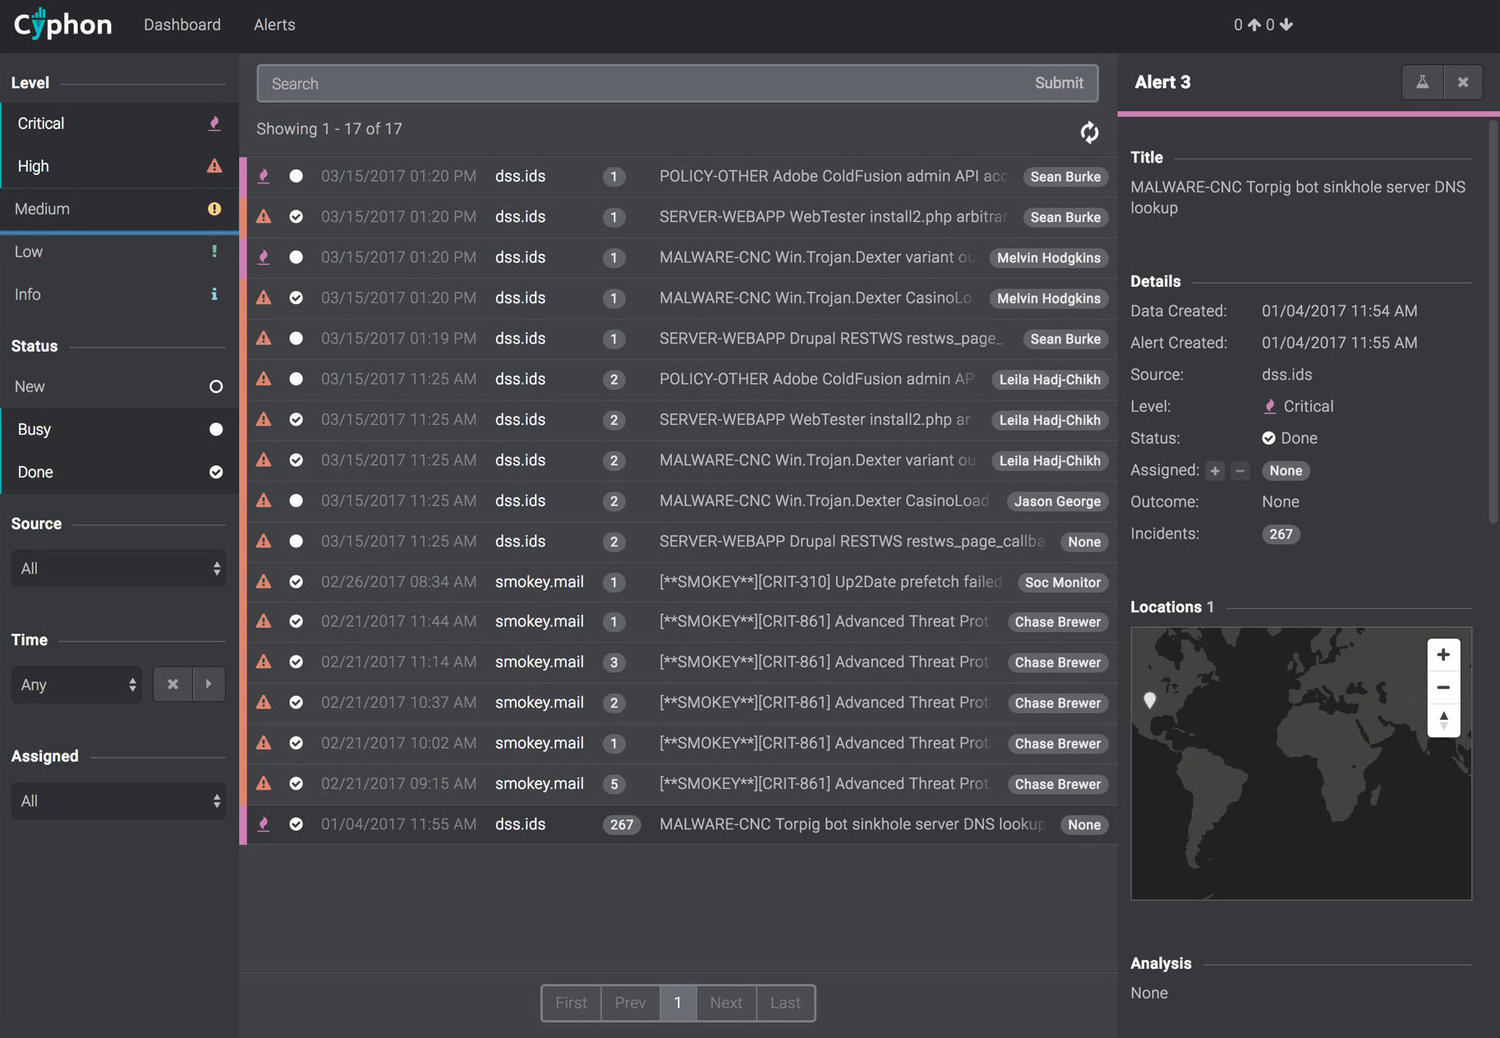 Cyphon Dashboard Alerts 0 0
Level
Critical
High
Medium
Low
Info
Status
New
Busy
Done
Source
All
Time
Any
Assigned
All
Search Submit
Showing 1 - 17 of 17
03/15/2017 01:20 PM dss.ids 1 POLICY-OTHER Adobe ColdFusion admin API acc Sean Burke
03/15/2017 01:20 PM dss.ids 1 SERVER-WEBAPP WebTester install2.php arbitrar Sean Burke
03/15/2017 01:20 PM dss.ids 1 MALWARE-CNC Win.Trojan.Dexter variant ou Melvin Hodgkins
03/15/2017 01:20 PM dss.ids 1 MALWARE-CNC Win.Trojan.Dexter CasinoLo Melvin Hodgkins
03/15/2017 01:19 PM dss.ids 1 SERVER-WEBAPP Drupal RESTWS restws_page_ Sean Burke
03/15/2017 11:25 AM dss.ids 2 POLICY-OTHER Adobe ColdFusion admin AP Leila Hadj-Chikh
03/15/2017 11:25 AM dss.ids 2 SERVER-WEBAPP WebTester install2.php ar Leila Hadj-Chikh
03/15/2017 11:25 AM dss.ids 2 MALWARE-CNC Win.Trojan.Dexter variant ou Leila Hadj-Chikh
03/15/2017 11:25 AM dss.ids 2 MALWARE-CNC Win.Trojan.Dexter CasinoLoad Jason George
03/15/2017 11:25 AM dss.ids 2 SERVER-WEBAPP Drupal RESTWS restws_page_callba None
02/26/2017 08:34 AM smokey.mail 1 [**SMOKEY**][CRIT-310] Up2Date prefetch failed Soc Monitor
02/21/2017 11:44 AM smokey.mail 1 [**SMOKEY**][CRIT-861] Advanced Threat Prot Chase Brewer
02/21/2017 11:14 AM smokey.mail 3 [**SMOKEY**][CRIT-861] Advanced Threat Prot Chase Brewer
02/21/2017 10:37 AM smokey.mail 2 [**SMOKEY**][CRIT-861] Advanced Threat Prot Chase Brewer
02/21/2017 10:02 AM smokey.mail 1 [**SMOKEY**][CRIT-861] Advanced Threat Prot Chase Brewer
02/21/2017 09:15 AM smokey.mail 5 [**SMOKEY**][CRIT-861] Advanced Threat Prot Chase Brewer
01/04/2017 11:55 AM dss.ids 267 MALWARE-CNC Torpig bot sinkhole server DNS lookup None
First Prev 1 Next Last
Alert 3
Title
MALWARE-CNC Torpig bot sinkhole server DNS
lookup
Details
Data Created: 01/04/2017 11:54 AM
Alert Created: 01/04/2017 11:55 AM
Source: dss.ids
Level: Critical
Status: Done
Assigned: + − None
Outcome: None
Incidents: 267
Locations 1
+
−
Analysis
None